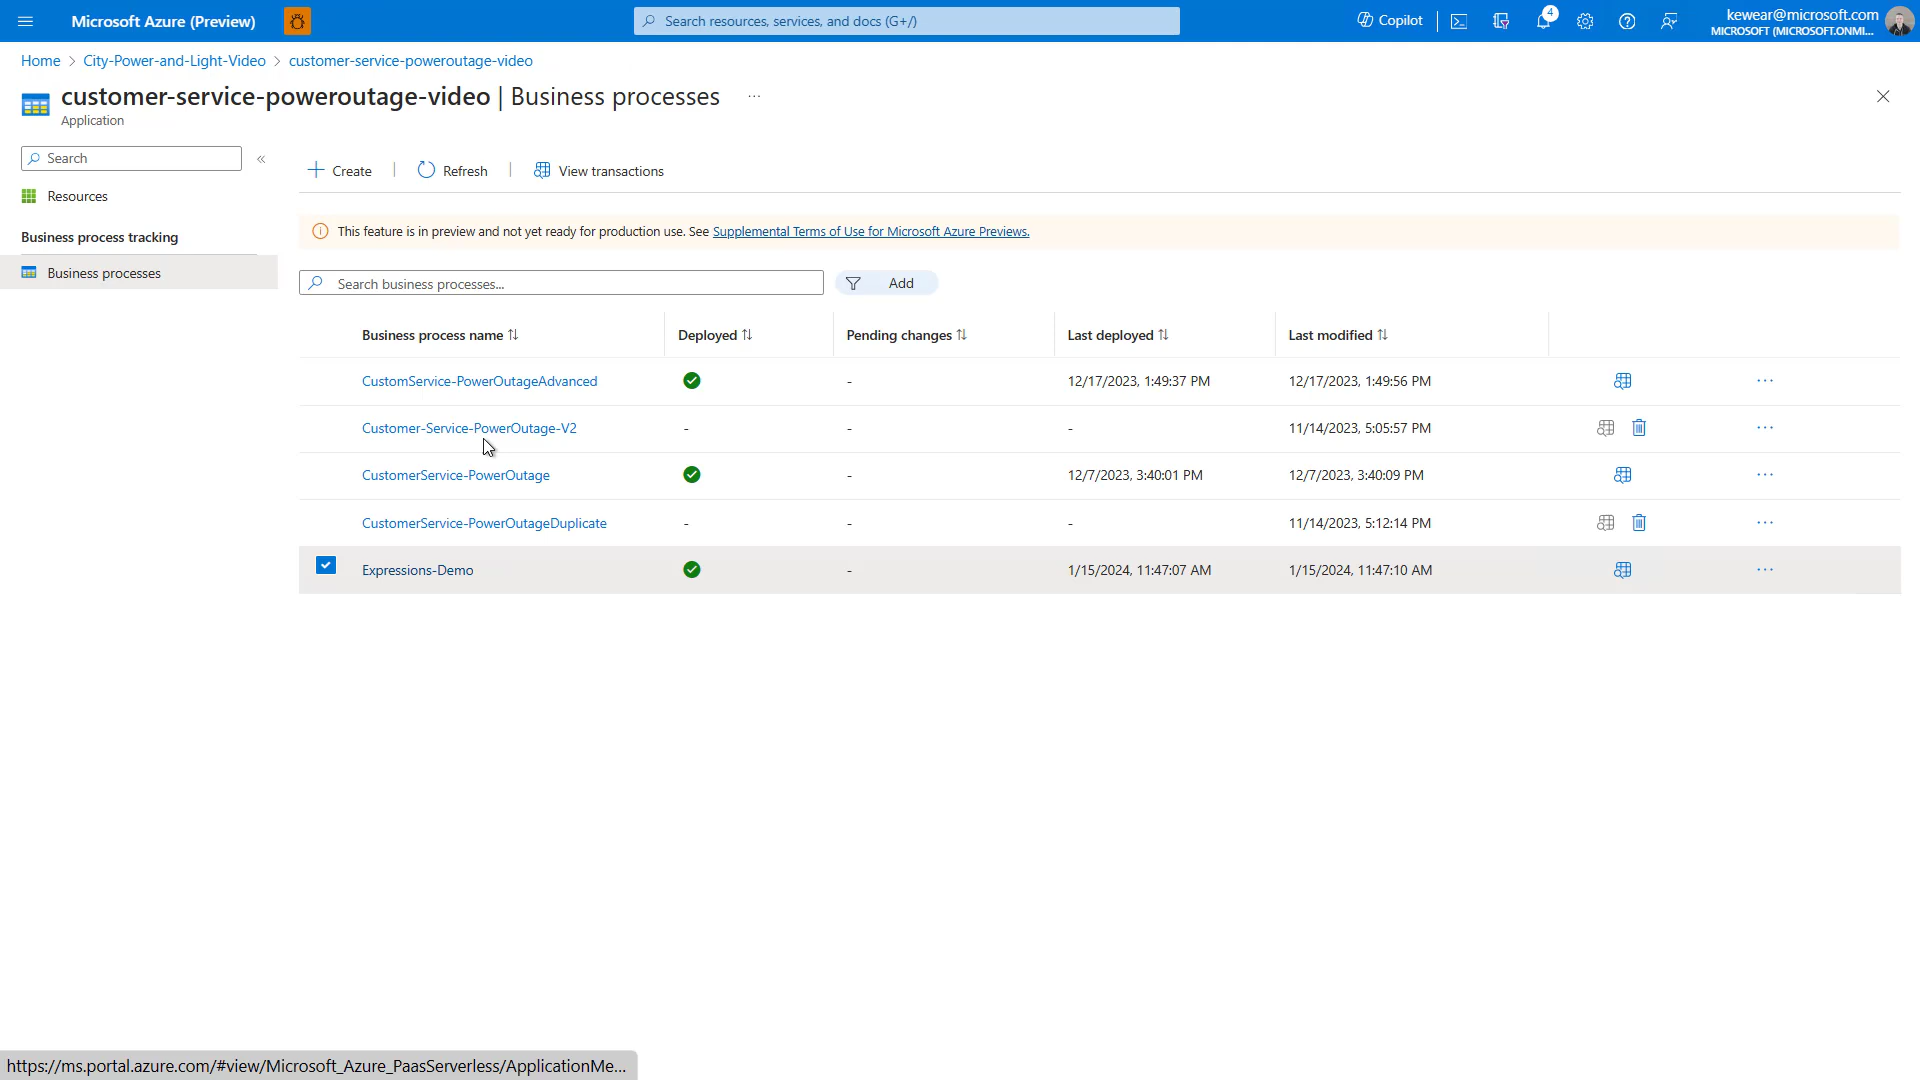 Microsoft Azure (Preview)
Search resources, services, and docs (G+/)
Copilot
4
kewear@microsoft.com
MICROSOFT (MICROSOFT.ONMI...
Home > City-Power-and-Light-Video > customer-service-poweroutage-video
customer-service-poweroutage-video | Business processes ...
Application
Search
Resources
Business process tracking
Business processes
Create | Refresh | View transactions
This feature is in preview and not yet ready for production use. See Supplemental Terms of Use for Microsoft Azure Previews.
Search business processes...
Add
Business process name Deployed Pending changes Last deployed Last modified
CustomService-PowerOutageAdvanced - 12/17/2023, 1:49:37 PM 12/17/2023, 1:49:56 PM ...
Customer-Service-PowerOutage-V2 - - - 11/14/2023, 5:05:57 PM ...
CustomerService-PowerOutage - 12/7/2023, 3:40:01 PM 12/7/2023, 3:40:09 PM ...
CustomerService-PowerOutageDuplicate - - - 11/14/2023, 5:12:14 PM ...
Expressions-Demo - 1/15/2024, 11:47:07 AM 1/15/2024, 11:47:10 AM ...
https://ms.portal.azure.com/#view/Microsoft_Azure_PaasServerless/ApplicationMe...